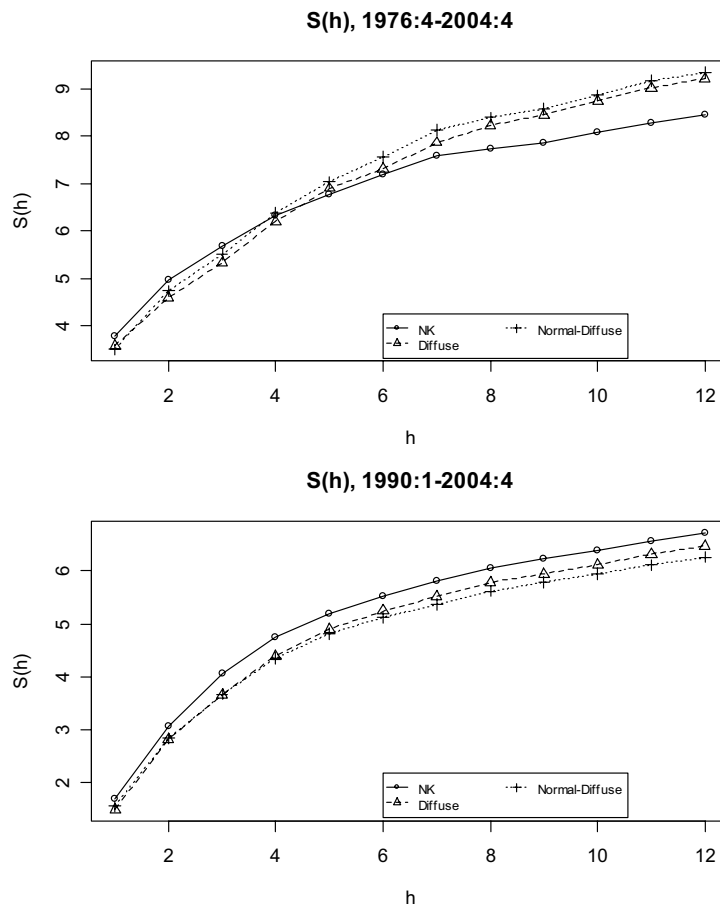 S(h), 1976:4-2004:4
S(h)
9
8
7
6
5
4
NK
Diffuse
Normal-Diffuse
2 4 6 8 10 12
h
S(h), 1990:1-2004:4
S(h)
6
5
4
3
2
NK
Diffuse
Normal-Diffuse
2 4 6 8 10 12
h